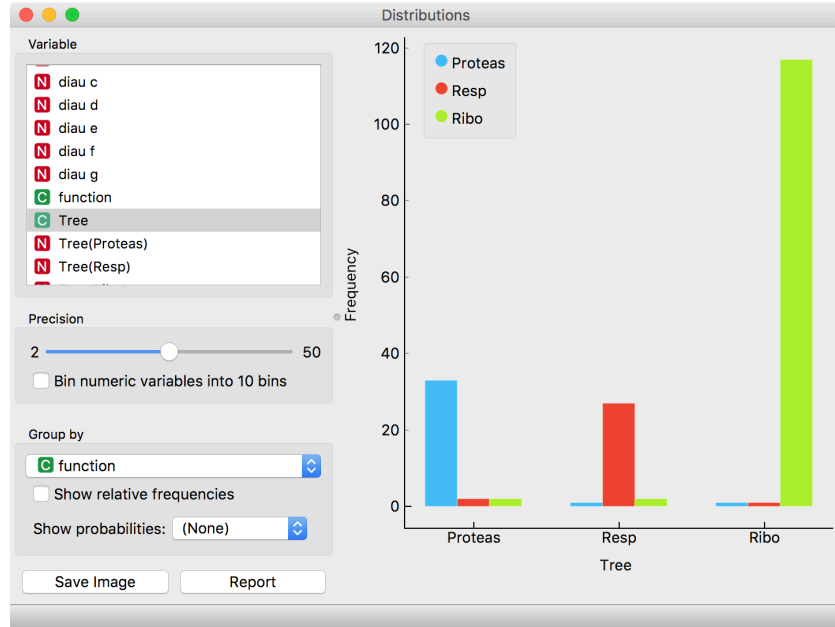 Distributions
Variable
N diau c
N diau d
N diau e
N diau f
N diau g
C function
C Tree
N Tree(Proteas)
N Tree(Resp)
Precision
2 50
Bin numeric variables into 10 bins
Group by
C function
Show relative frequencies
Show probabilities: (None)
Save Image Report
120
100
80
60
40
20
0
Frequency
Proteas
Resp
Ribo
Proteas Resp Ribo
Tree